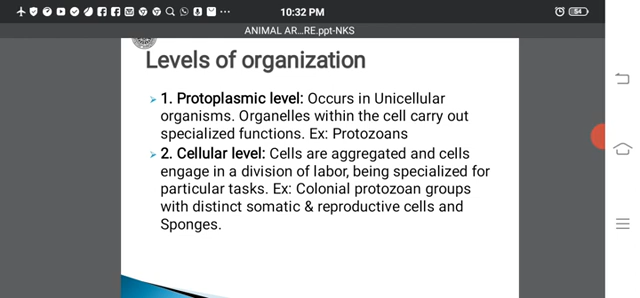 10:32 PM
54
ANIMAL AR...RE.ppt-NKS
Levels of organization
1. Protoplasmic level: Occurs in Unicellular
organisms. Organelles within the cell carry out
specialized functions. Ex: Protozoans
2. Cellular level: Cells are aggregated and cells
engage in a division of labor, being specialized for
particular tasks. Ex: Colonial protozoan groups
with distinct somatic & reproductive cells and
Sponges.